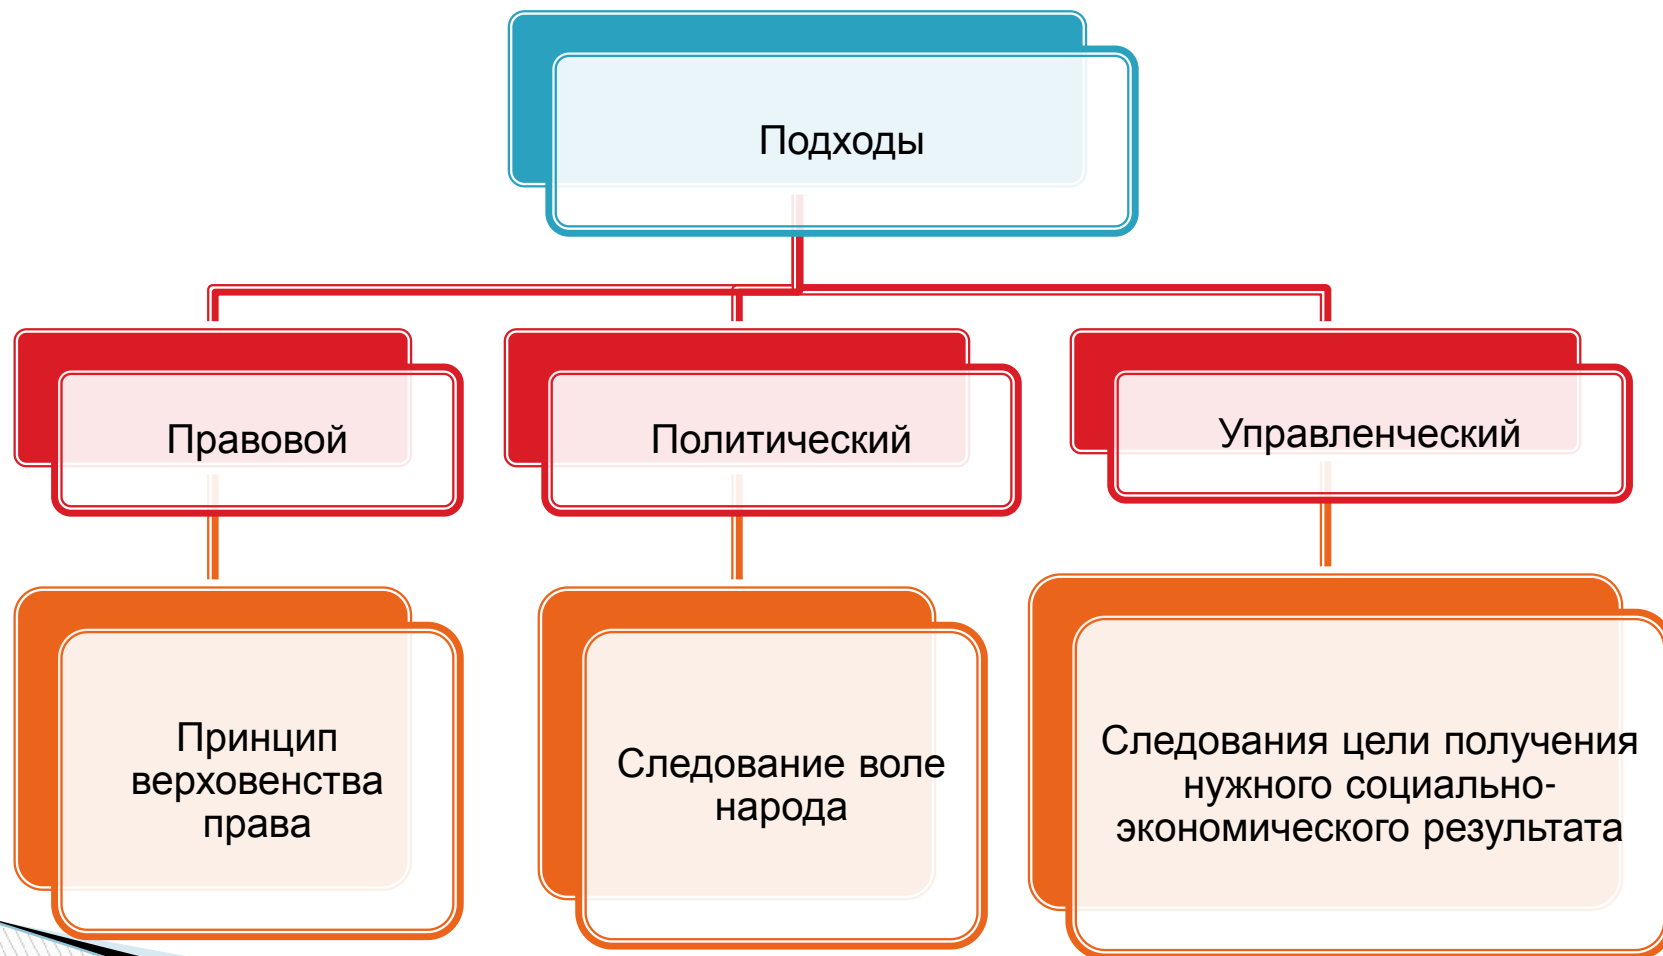 Подходы
Правовой
Политический
Управленческий
Принцип
верховенства
права
Следование воле
народа
Следования цели получения
нужного социально-
экономического результата